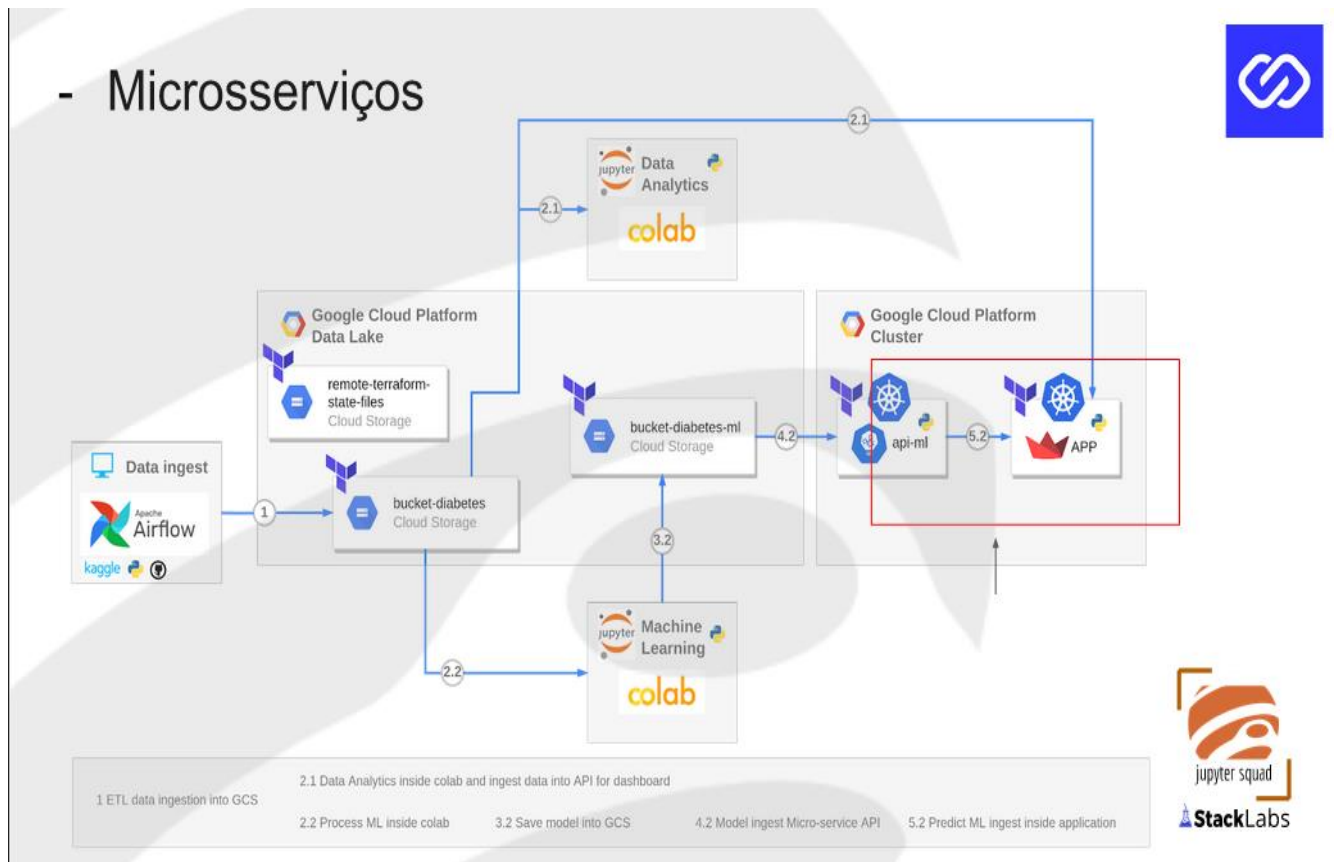 - Microsserviços
2.1
jupyter
Data
Analytics
colab
2.1
Google Cloud Platform
Data Lake
remote-terraform-
state-files
Cloud Storage
bucket-diabetes-ml
Cloud Storage
4.2
Google Cloud Platform
Cluster
api-ml
5.2
APP
Data ingest
Apache
Airflow
kaggle
1
bucket-diabetes
Cloud Storage
3.2
2.2
jupyter
Machine
Learning
colab
1 ETL data ingestion into GCS
2.1 Data Analytics inside colab and ingest data into API for dashboard
2.2 Process ML inside colab
3.2 Save model into GCS
4.2 Model ingest Micro-service API
5.2 Predict ML ingest inside application
jupyter squad
StackLabs